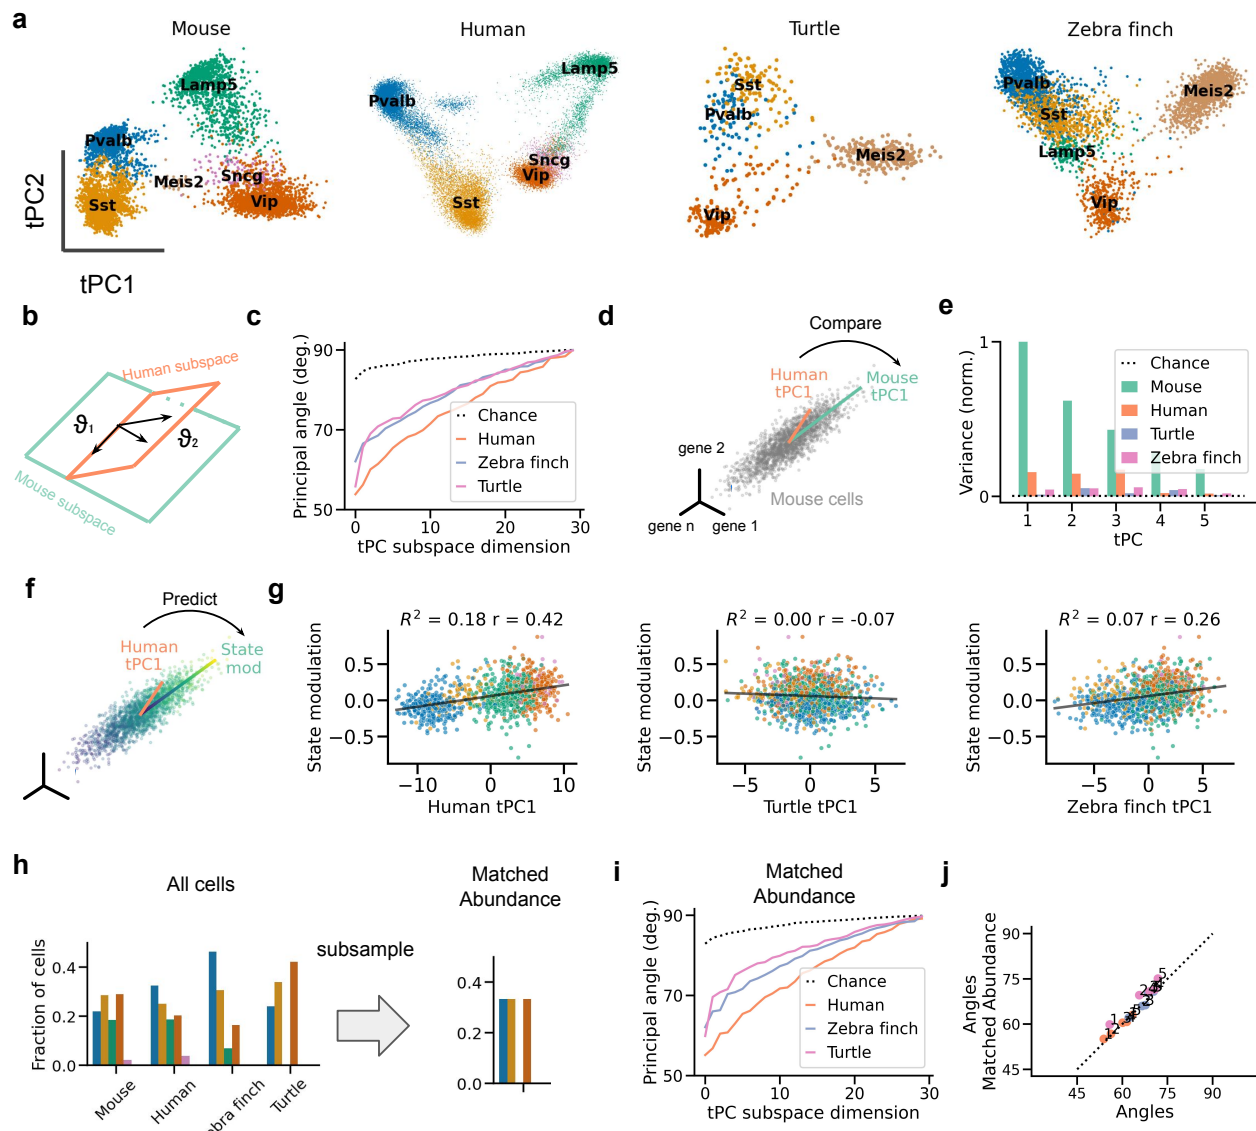 a
Mouse
Human
Turtle
Zebra finch
Lamp5
Pvalb
Meis2
Sncg
Sst
Vip
tPC2
tPC1
Lamp5
Pvalb
Sncg
Vip
Sst
Sst
Pvalb
Meis2
Vip
Pvalb
Meis2
Sst
Lamp5
Vip
b
Human subspace
ϑ1
ϑ2
Mouse subspace
c
Principal angle (deg.)
90
70
50
0
10
20
30
tPC subspace dimension
Chance
Human
Zebra finch
Turtle
d
Compare
Human
tPC1
Mouse
tPC1
gene 2
gene n
gene 1
Mouse cells
e
Variance (norm.)
1
0
1
2
3
4
5
tPC
Chance
Mouse
Human
Turtle
Zebra finch
f
Predict
Human
tPC1
State
mod
g
R² = 0.18 r = 0.42
State modulation
0.5
0.0
−0.5
−10
0
10
Human tPC1
R² = 0.00 r = -0.07
State modulation
0.5
0.0
−0.5
−5
0
5
Turtle tPC1
R² = 0.07 r = 0.26
State modulation
0.5
0.0
−0.5
−5
0
5
Zebra finch tPC1
h
All cells
Fraction of cells
0.4
0.2
0.0
Mouse
Human
ebra finch
Turtle
subsample
Matched
Abundance
0.4
0.2
0.0
i
Matched
Abundance
Principal angle (deg.)
90
70
50
0
10
20
30
tPC subspace dimension
Chance
Human
Zebra finch
Turtle
j
Angles
Matched Abundance
90
75
60
45
45
60
75
90
Angles
1
2
5
1
2